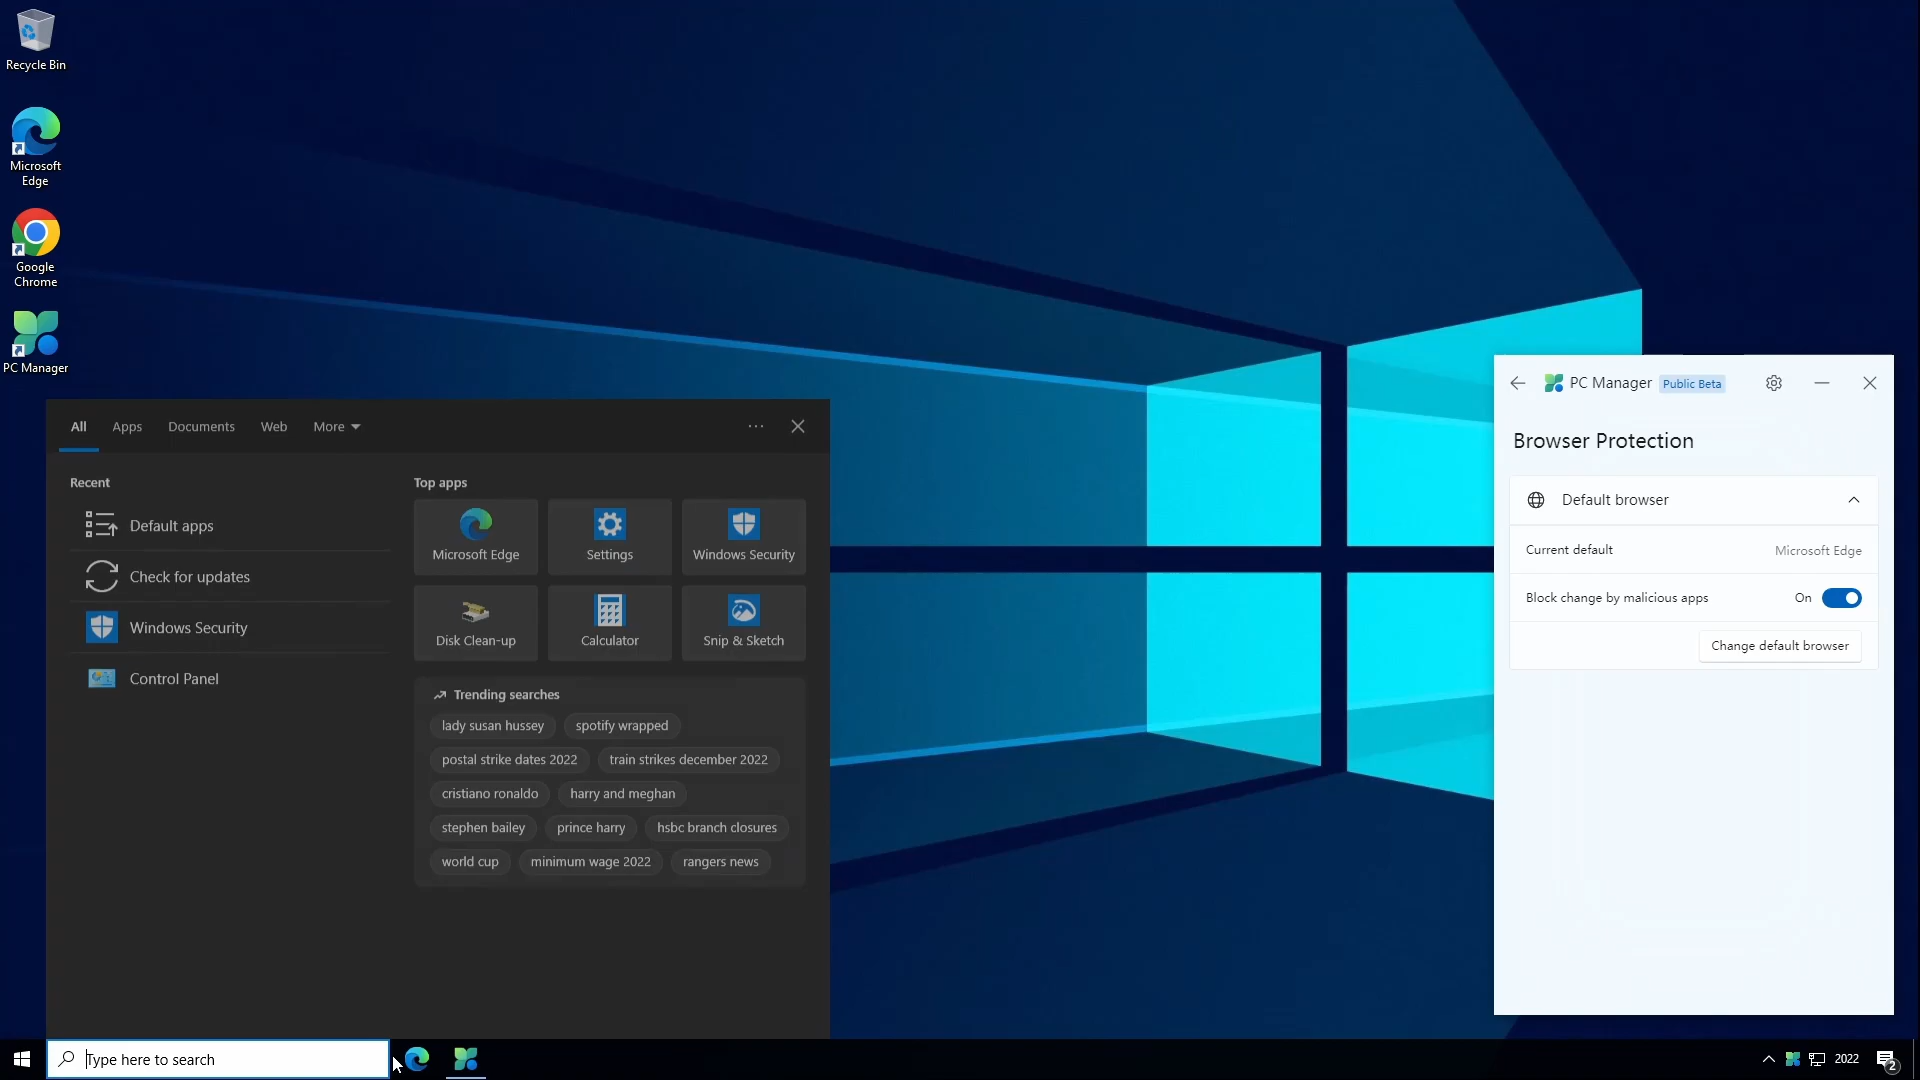 Recycle Bin
Microsoft
Edge
Google
Chrome
PC Manager
All Apps Documents Web More
Recent
Default apps
Check for updates
Windows Security
Control Panel
Top apps
Microsoft Edge
Settings
Windows Security
Disk Clean-up
Calculator
Snip & Sketch
Trending searches
lady susan hussey
spotify wrapped
postal strike dates 2022
train strikes december 2022
cristiano ronaldo
harry and meghan
stephen bailey
prince harry
hsbc branch closures
world cup
minimum wage 2022
rangers news
PC Manager Public Beta
Browser Protection
Default browser
Current default Microsoft Edge
Block change by malicious apps On
Change default browser
Type here to search
2022
2